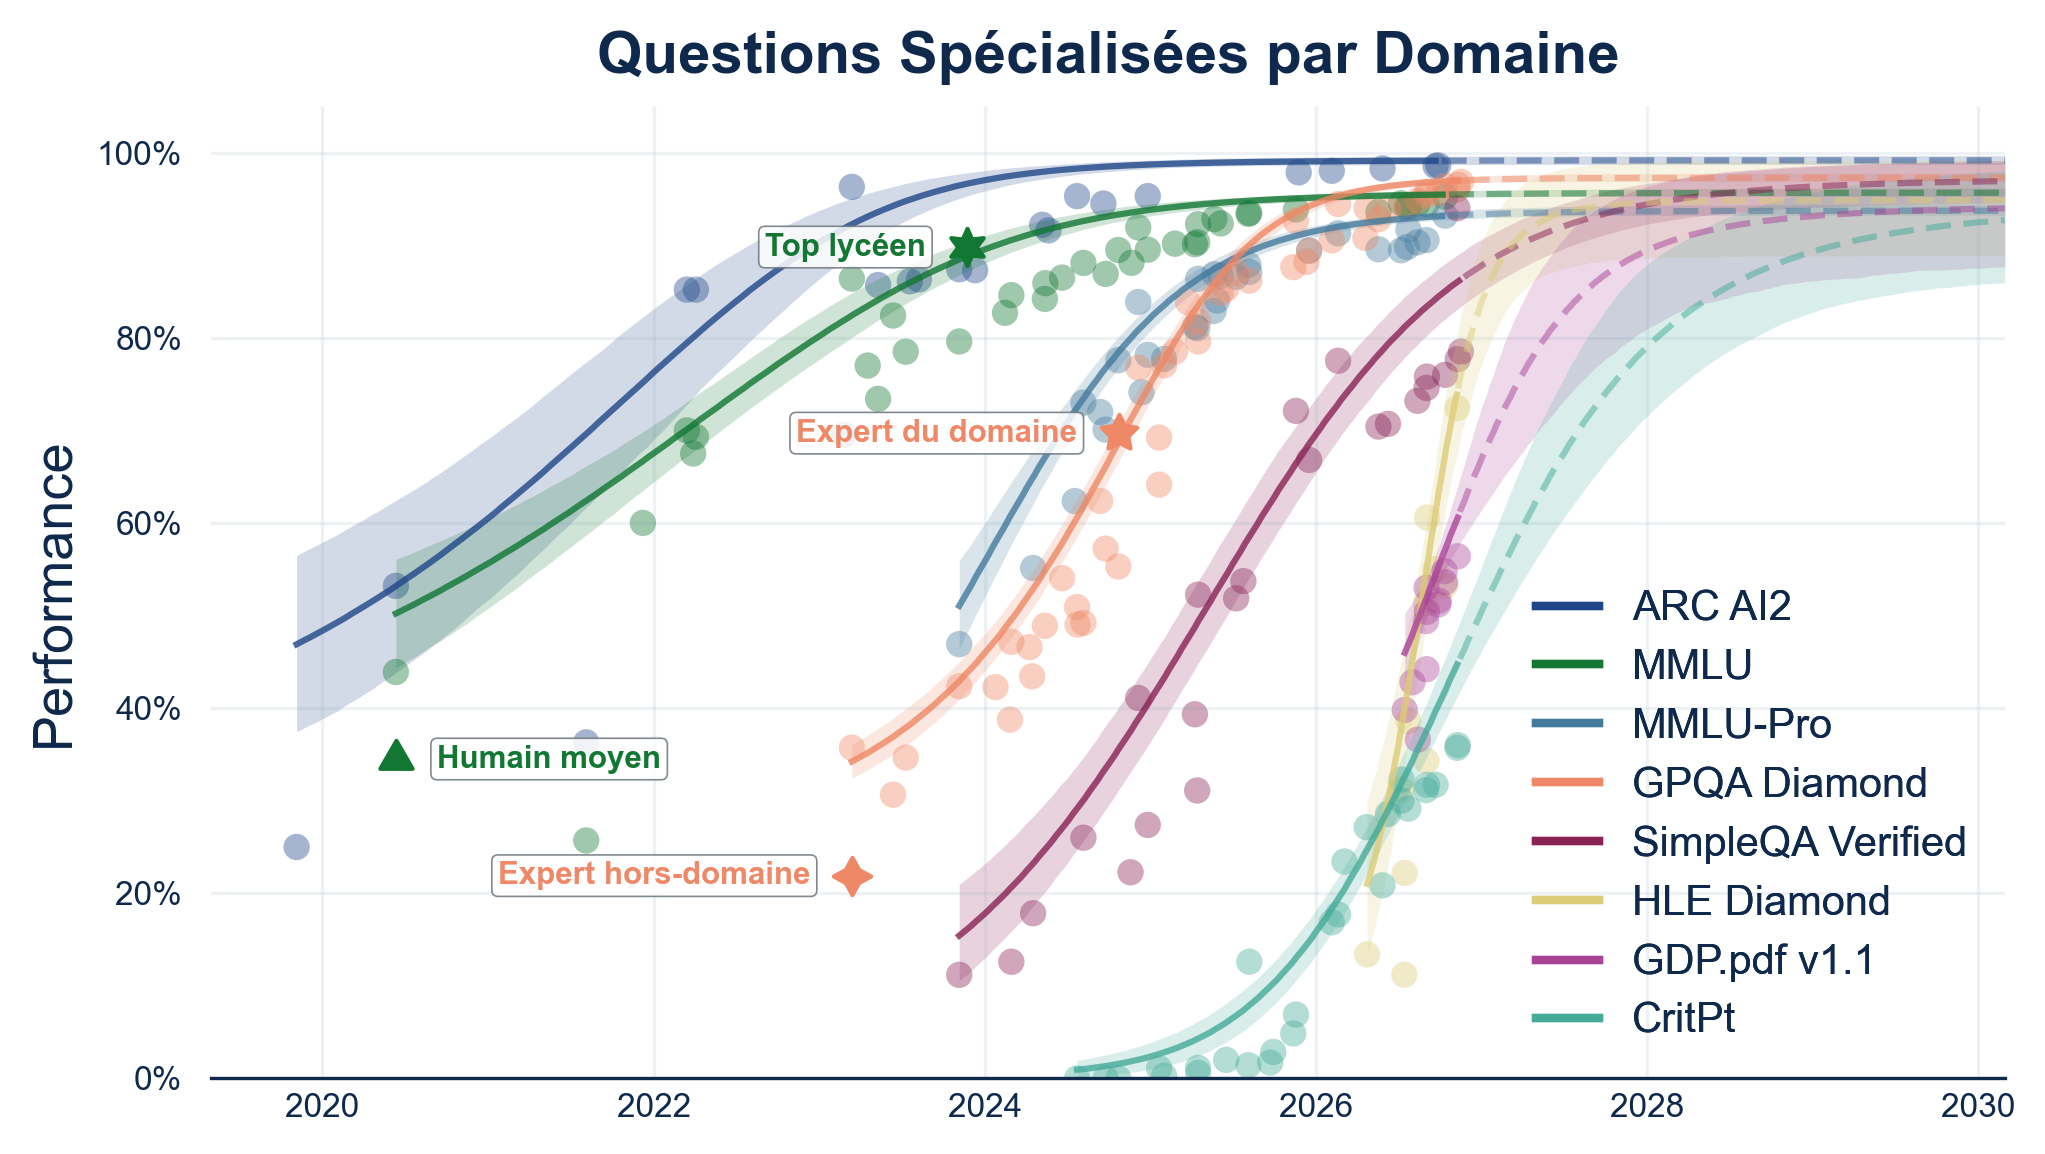 Questions Spécialisées par Domaine
Performance
100%
80%
60%
40%
20%
0%
Top lycéen
Expert du domaine
Humain moyen
Expert hors-domaine
ARC AI2
MMLU
MMLU-Pro
GPQA Diamond
SimpleQA Verified
HLE Diamond
GDP.pdf v1.1
CritPt
2020
2022
2024
2026
2028
2030